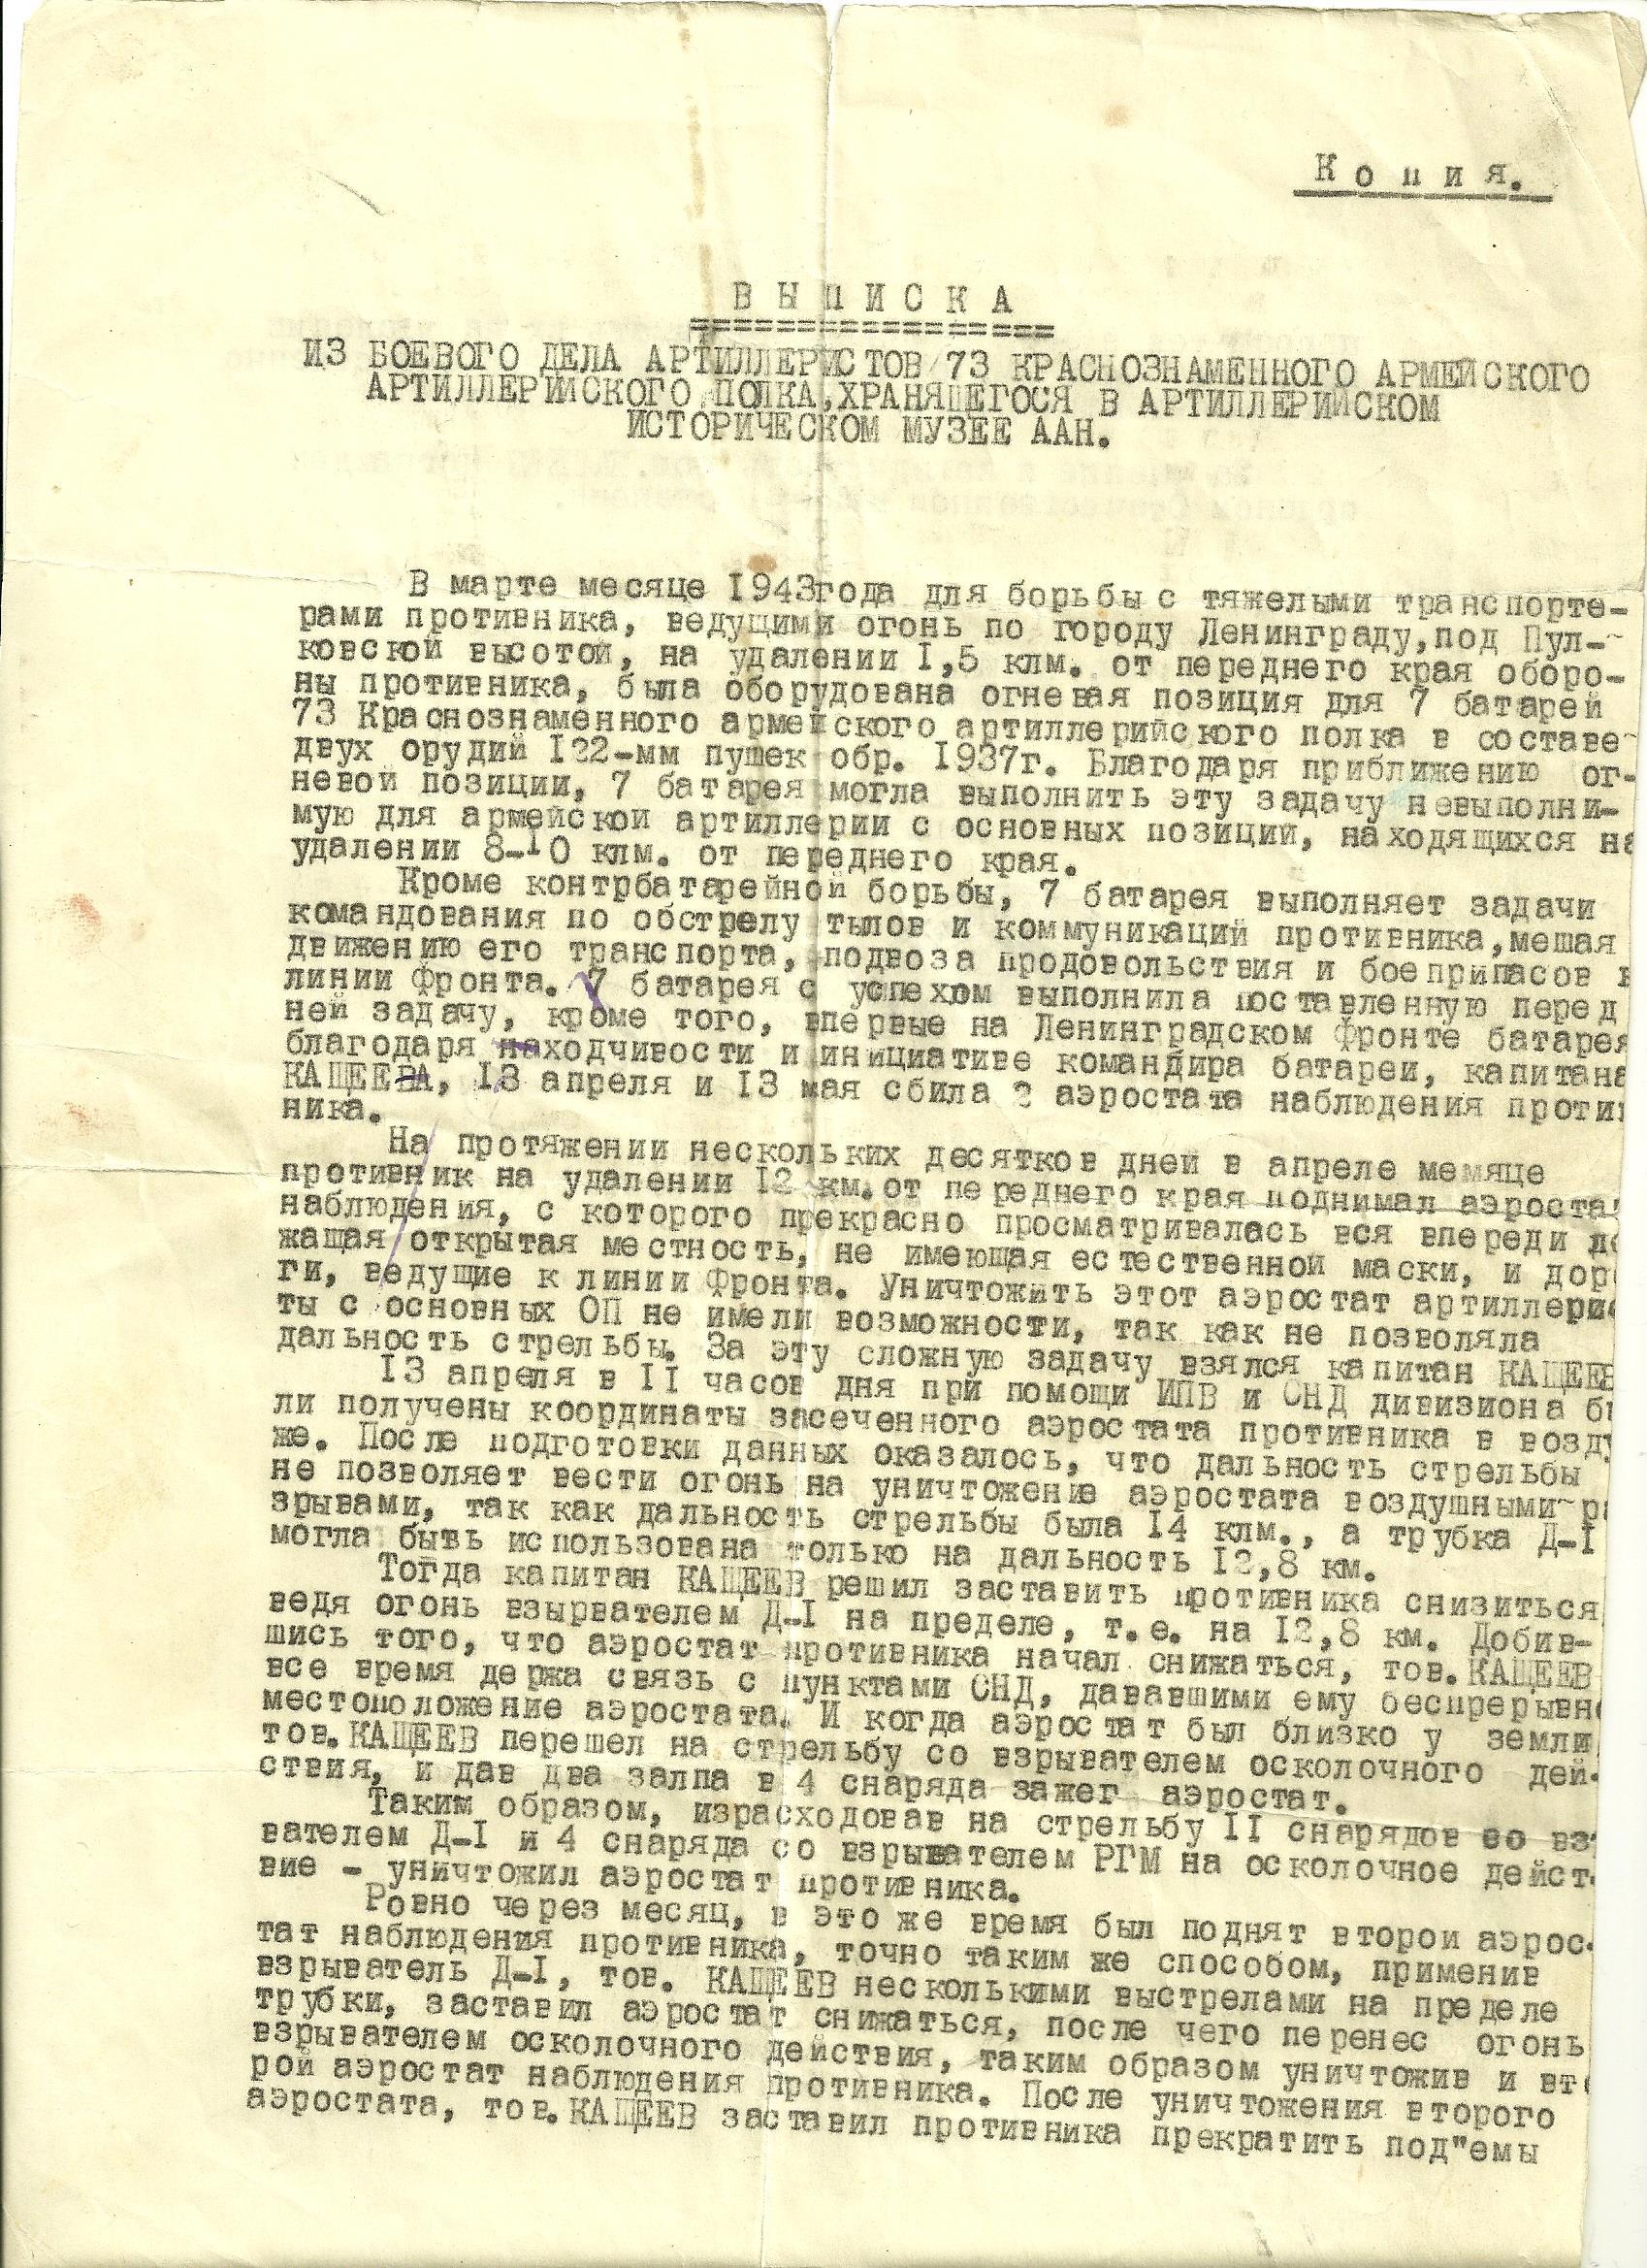 К о п и я.
В Ы П И С К А
ИЗ БОЕВОГО ДЕЛА АРТИЛЛЕРИСТОВ 73 КРАСНОЗНАМЕННОГО АРМЕЙСКОГО
АРТИЛЛЕРИЙСКОГО ПОЛКА,ХРАНЯЩЕГОСЯ В АРТИЛЛЕРИЙСКОМ
ИСТОРИЧЕСКОМ МУЗЕЕ ААН.
В марте месяце 1943года для борьбы с тяжелыми транспорте-
рами противника, ведущими огонь по городу Ленинграду,под Пул-
ковской высотой, на удалении 1,5 клм. от переднего края оборо-
ны противника, была оборудована огневая позиция для 7 батарей
73 Краснознаменного армейского артиллерийского полка в составе
двух орудий 122-мм пушек обр. 1937г. Благодаря приближению ог-
невой позиции, 7 батарея могла выполнить эту задачу невыполни-
мую для армейской артиллерии с основных позиций, находящихся на
удалении 8-10 клм. от переднего края.
Кроме контрбатарейной борьбы, 7 батарея выполняет задачи
командования по обстрелу тылов и коммуникаций противника,мешая
движению его транспорта, подвоза продовольствия и боеприпасов к
линии фронта. 7 батарея с успехом выполнила поставленную перед
ней задачу, кроме того, впервые на Ленинградском фронте батарея
благодаря находчивости и инициативе командира батареи, капитана
КАЩЕЕВА, 13 апреля и 13 мая сбила 2 аэростата наблюдения проти
ника.
На протяжении нескольких десятков дней в апреле мемяце
противник на удалении 12 км.от переднего края поднимал аэроста
наблюдения, с которого прекрасно просматривалась вся впереди ле
жащая открытая местность, не имеющая естественной маски, и доро
ги, ведущие к линии фронта. Уничтожить этот аэростат артиллерис
ты с основных ОП не имели возможности, так как не позволяла
дальность стрельбы. За эту сложную задачу взялся капитан КАЩЕЕВ
13 апреля в 11 часов дня при помощи ИПВ и СНД дивизиона бы
ли получены координаты засеченного аэростата противника в возду
же. После подготовки данных оказалось, что дальность стрельбы
не позволяет вести огонь на уничтожение аэростата воздушными ра
зрывами, так как дальность стрельбы была 14 клм., а трубка Д-1
могла быть использована только на дальность 12,8 км.
Тогда капитан КАЩЕЕВ решил заставить противника снизиться
ведя огонь взырвателем Д-1 на пределе, т.е. на 12,8 км. Добив-
шись того, что аэростат противника начал снижаться, тов.КАЩЕЕВ
все время держа связь с пунктами СНД, дававшими ему беспрерывно
местоположение аэростата. И когда аэростат был близко у земли
тов.КАЩЕЕВ перешел на стрельбу со взрывателем осколочного дей-
ствия, и дав два залпа в 4 снаряда зажег аэростат.
Таким образом, израсходовав на стрельбу 11 снарядов со вз
вателем Д-1 и 4 снаряда со взрывателем РГМ на осколочное дейст-
вие - уничтожил аэростат противника.
Ровно через месяц, в это же время был поднят второй аэрос-
тат наблюдения противника, точно таким же способом, применив
взрыватель Д-1, тов. КАЩЕЕВ несколькими выстрелами на пределе
трубки, заставил аэростат снижаться, после чего перенес огонь
взрывателем осколочного действия, таким образом уничтожив и вто
рой аэростат наблюдения противника. После уничтожения второго
аэростата, тов.КАЩЕЕВ заставил противника прекратить под"емы